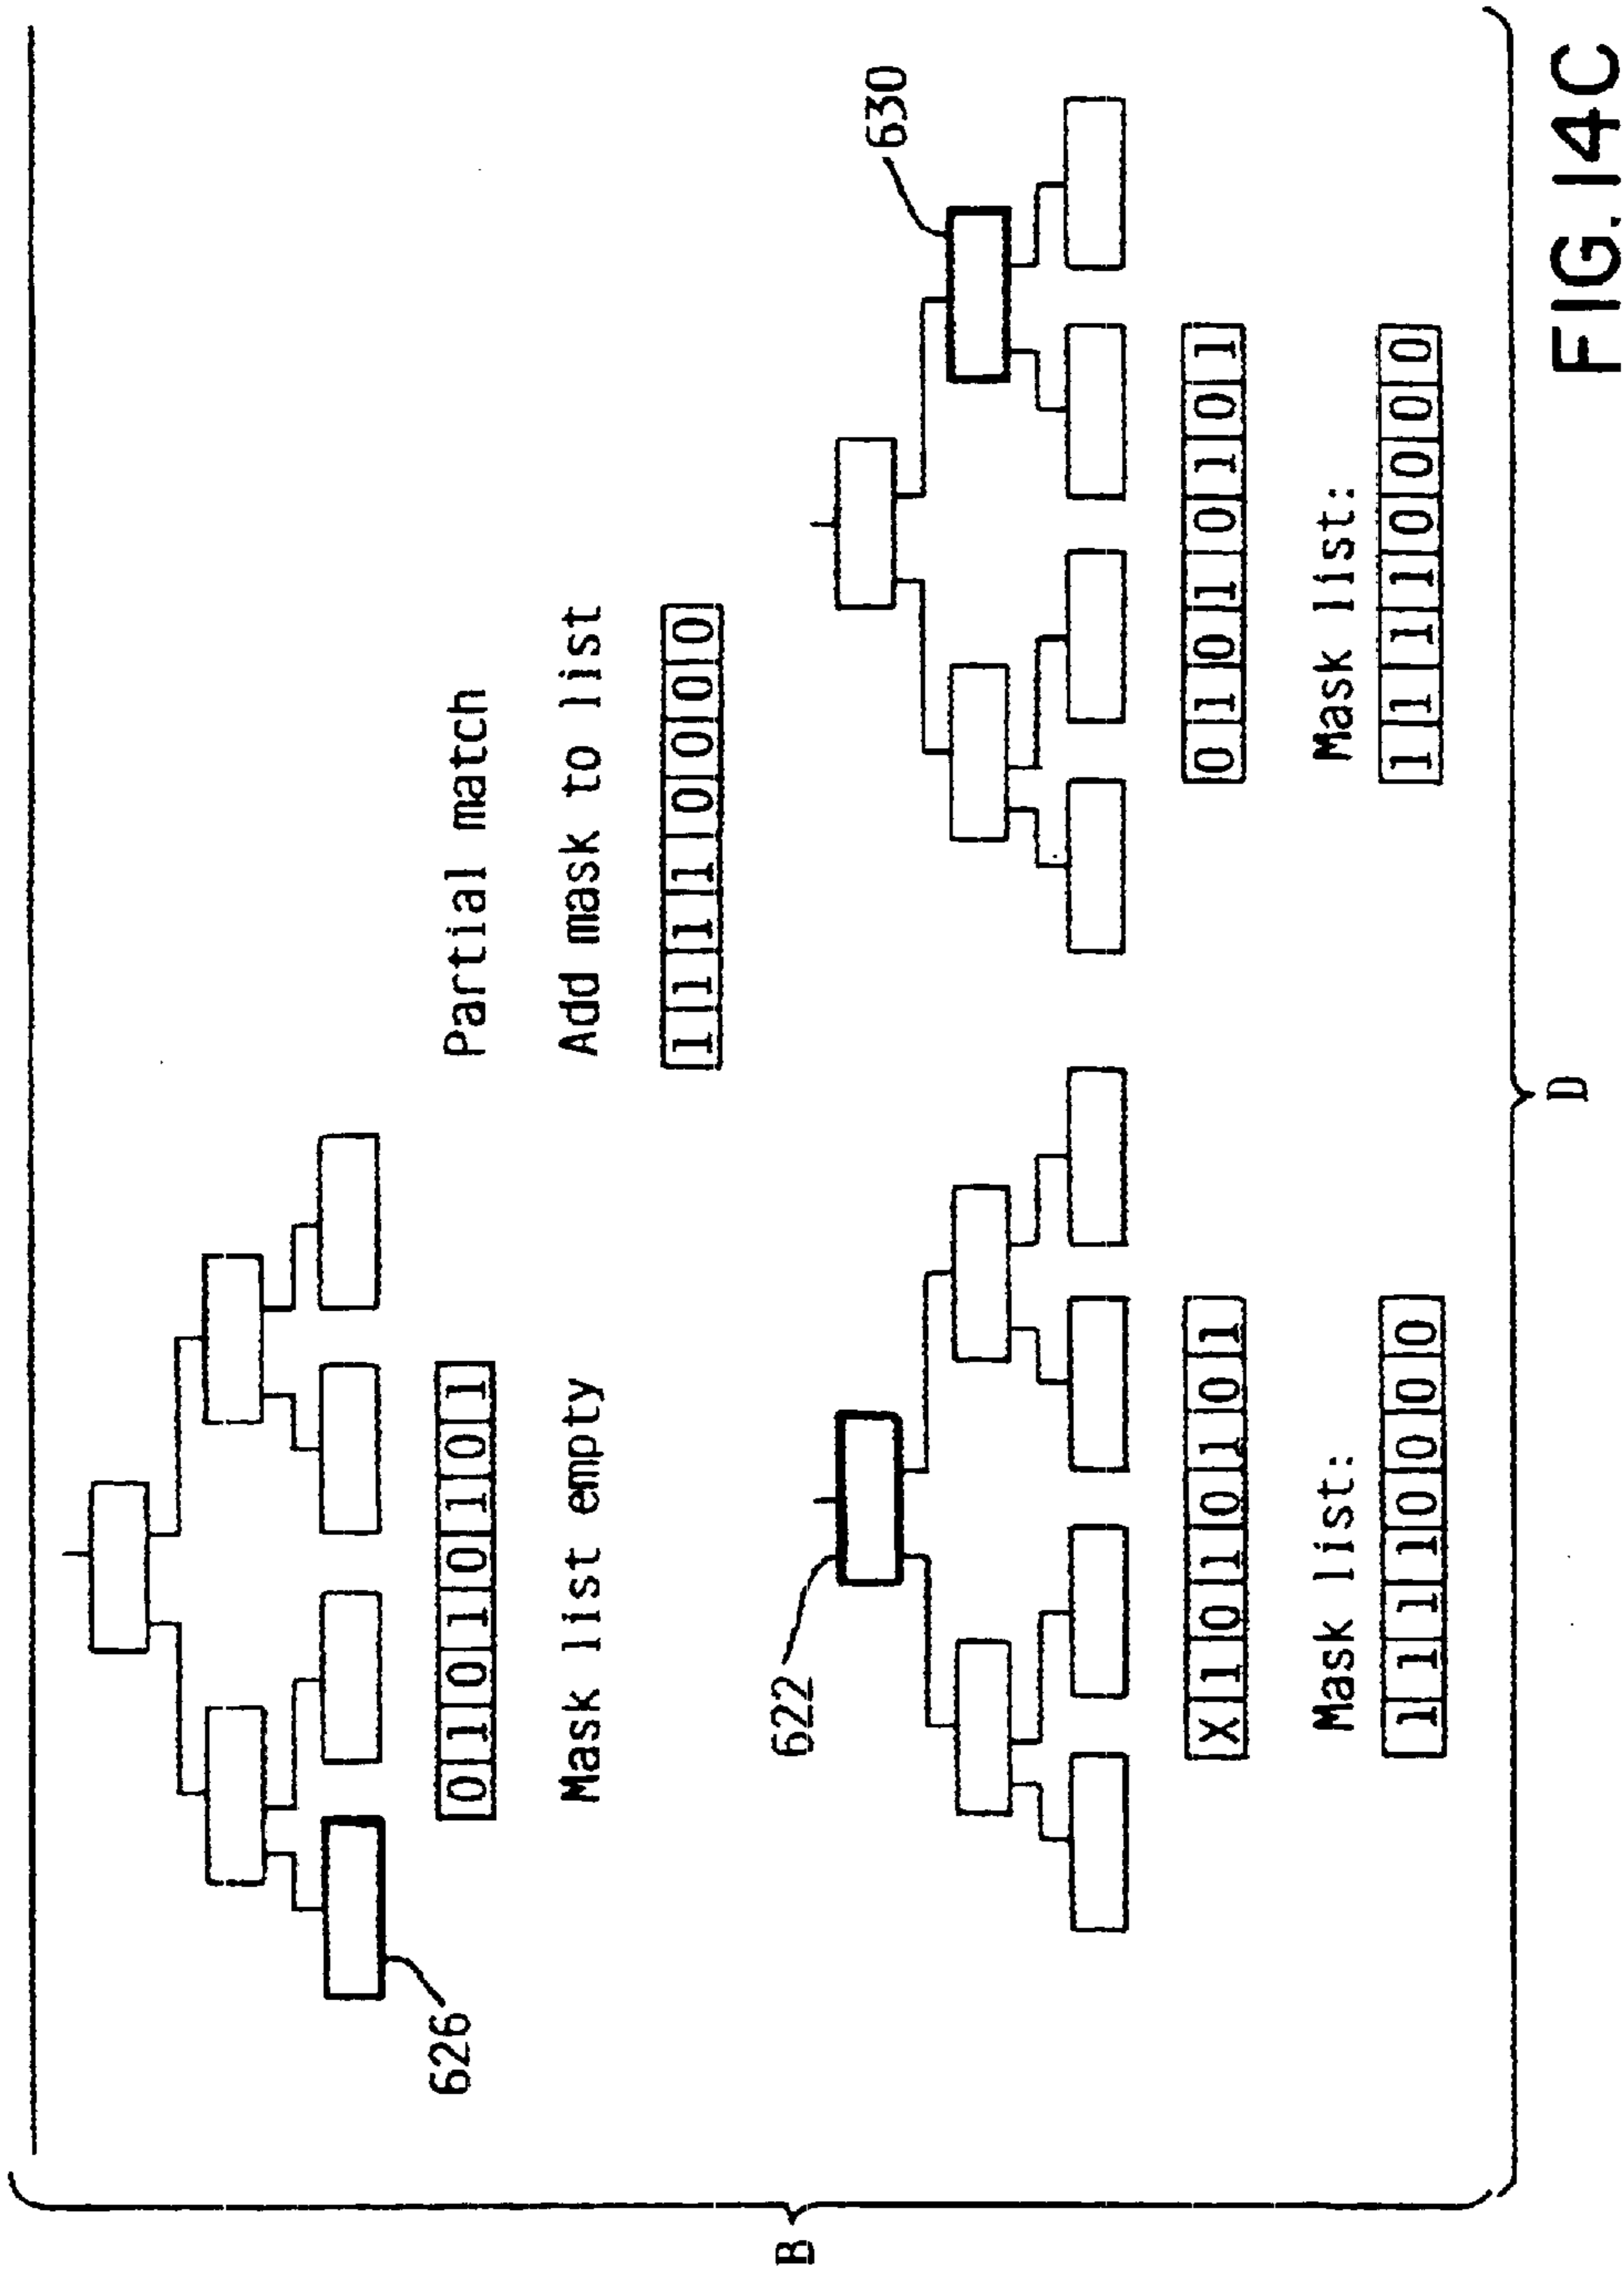 626
0 1 0 1 0 1 0 1
Mask list empty
Partial match
Add mask to list
1 1 1 1 0 0 0 0
B
622
X 1 0 1 0 1 0 1
Mask list:
1 1 1 1 0 0 0 0
630
0 1 0 1 0 1 0 1
Mask list:
1 1 1 1 0 0 0 0
D
FIG. 14C